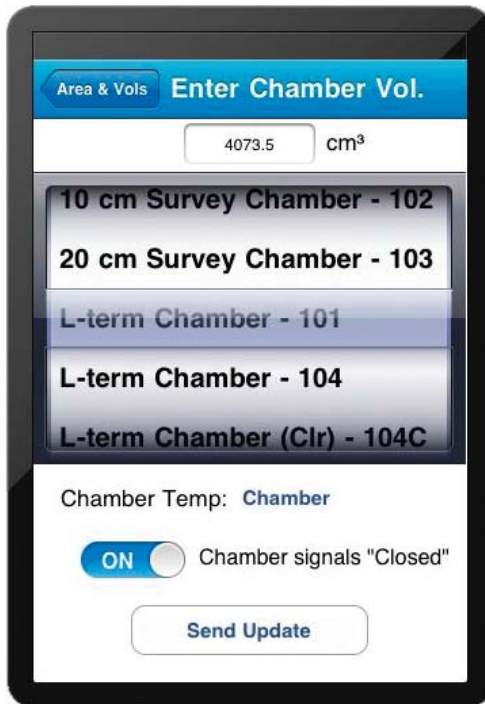 Area & Vols Enter Chamber Vol.
4073.5 cm³
10 cm Survey Chamber - 102
20 cm Survey Chamber - 103
L-term Chamber - 101
L-term Chamber - 104
L-term Chamber (Clr) - 104C
Chamber Temp: Chamber
ON Chamber signals "Closed"
Send Update